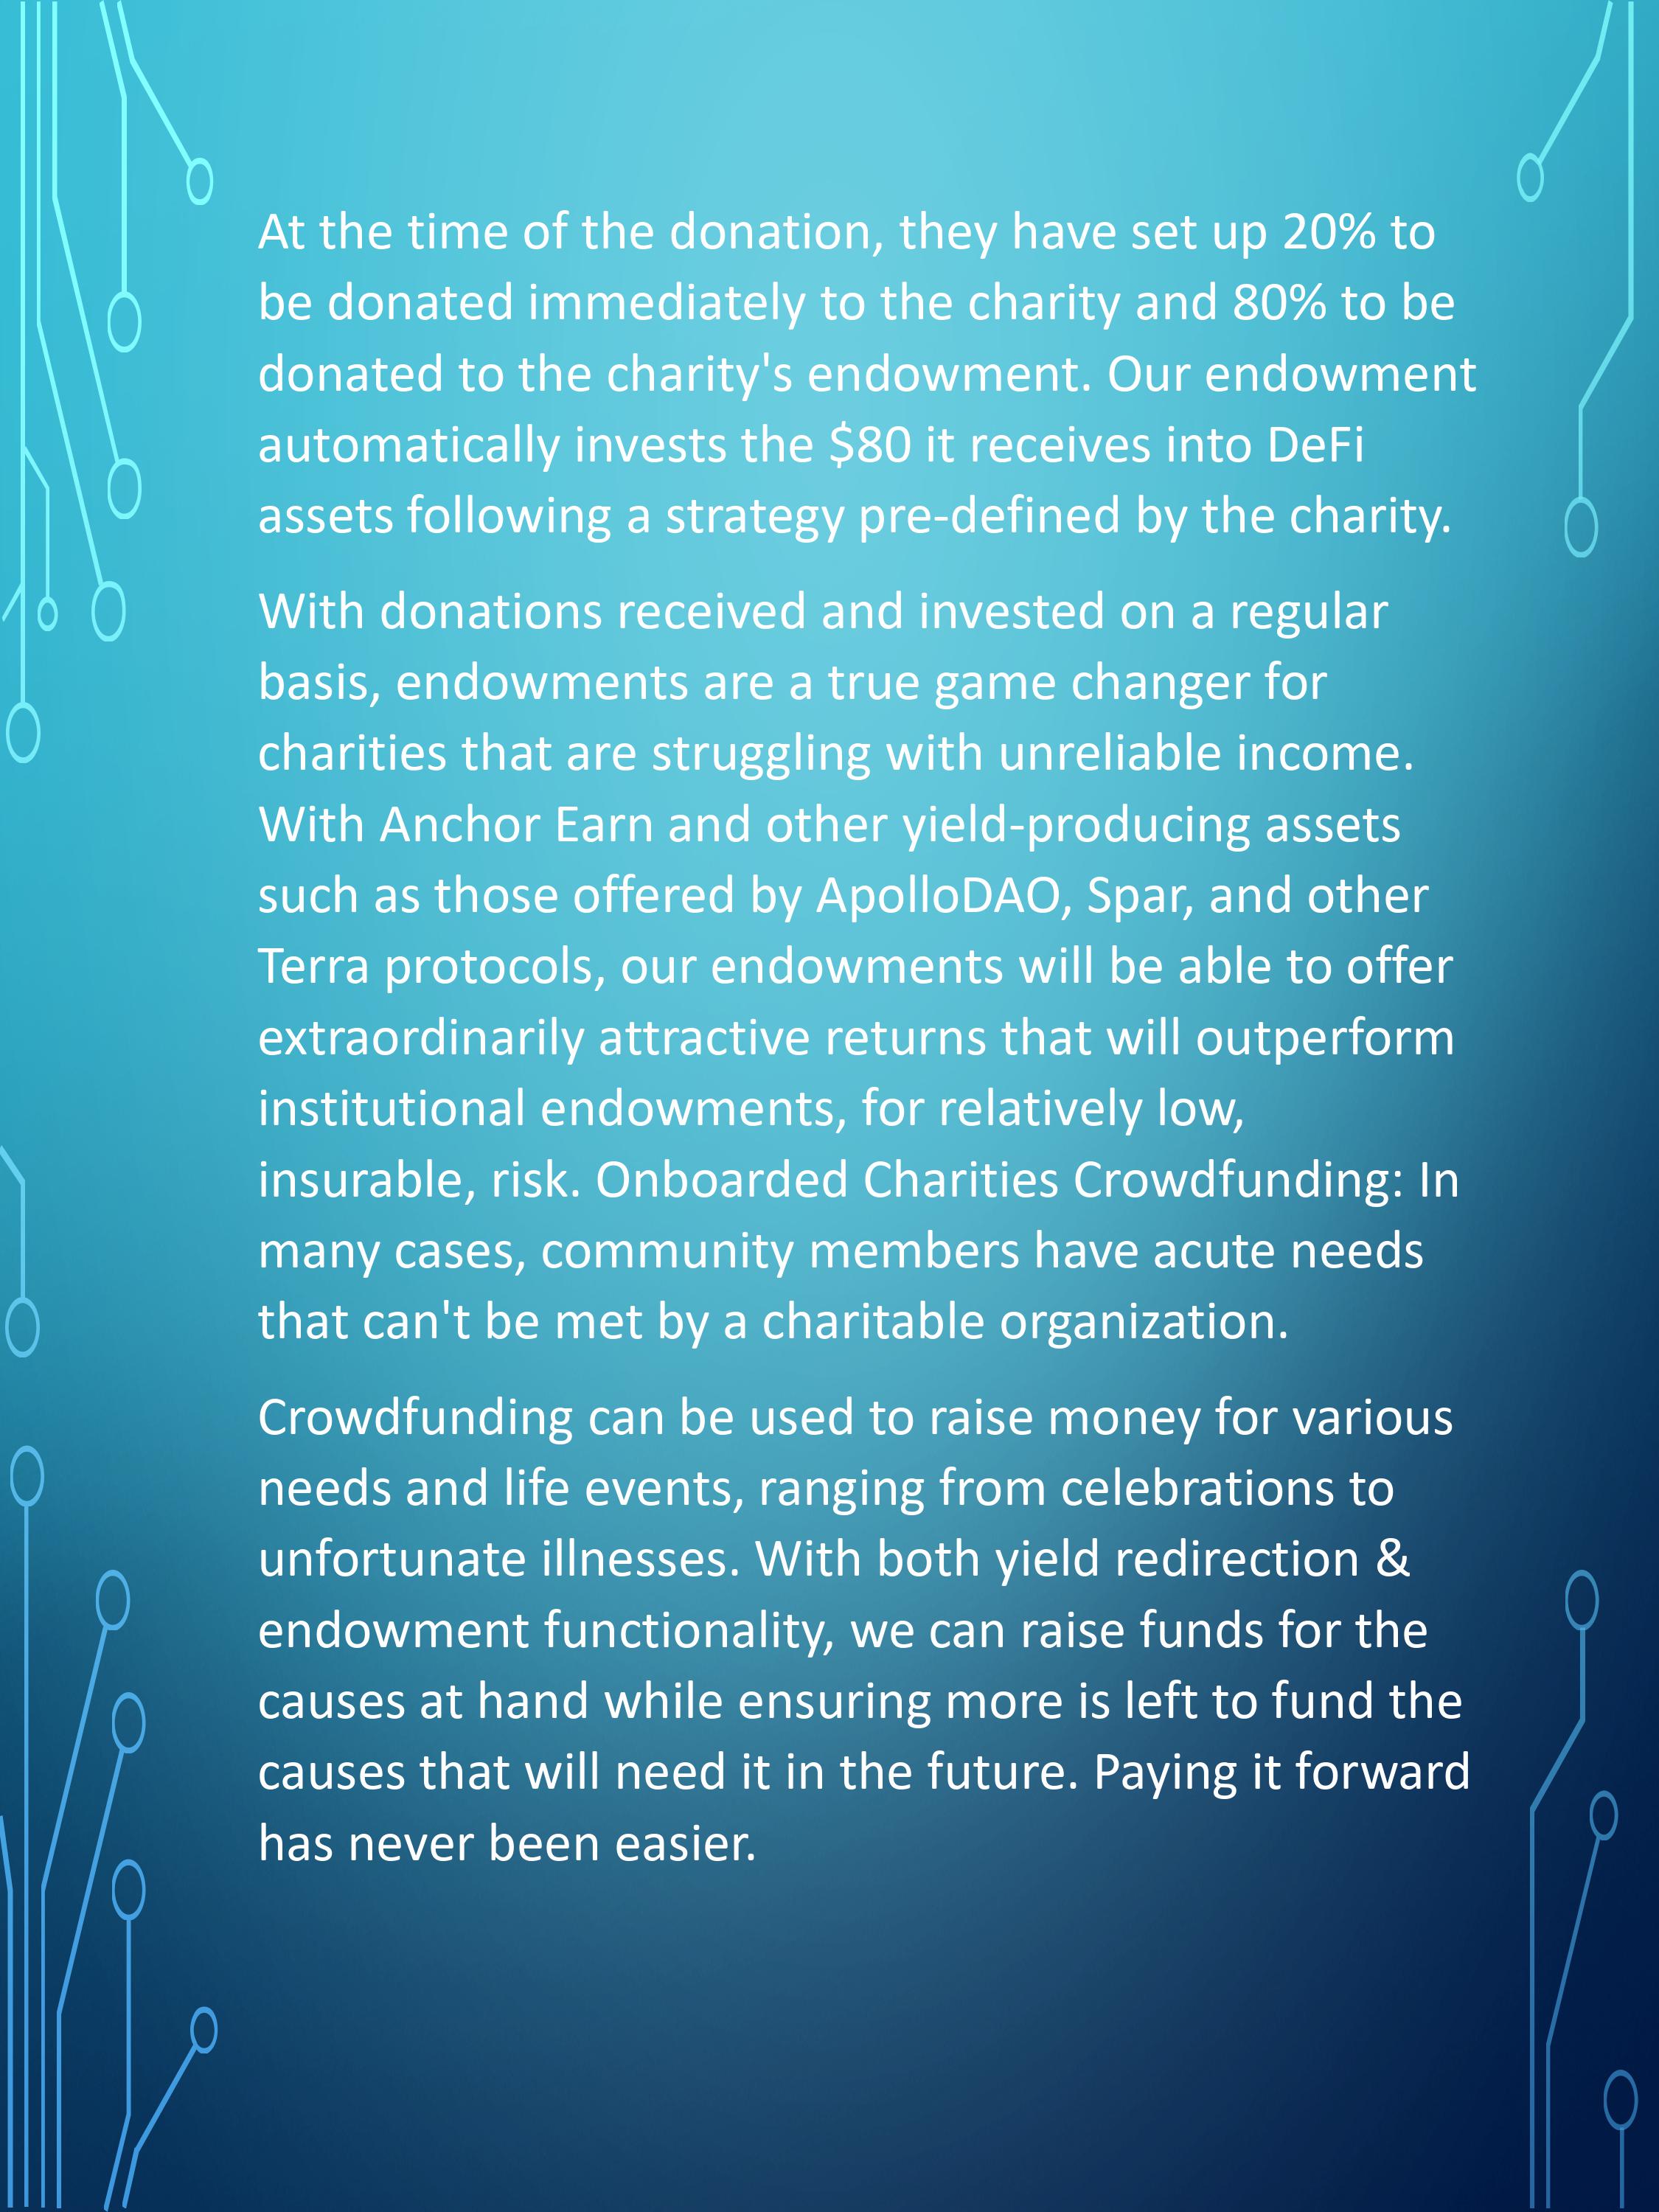 At the time of the donation, they have set up 20% to
be donated immediately to the charity and 80% to be
donated to the charity's endowment. Our endowment
automatically invests the $80 it receives into DeFi
assets following a strategy pre-defined by the charity.
With donations received and invested on a regular
basis, endowments are a true game changer for
charities that are struggling with unreliable income.
With Anchor Earn and other yield-producing assets
such as those offered by ApolloDAO, Spar, and other
Terra protocols, our endowments will be able to offer
extraordinarily attractive returns that will outperform
institutional endowments, for relatively low,
insurable, risk. Onboarded Charities Crowdfunding: In
many cases, community members have acute needs
that can't be met by a charitable organization.
Crowdfunding can be used to raise money for various
needs and life events, ranging from celebrations to
unfortunate illnesses. With both yield redirection &
endowment functionality, we can raise funds for the
causes at hand while ensuring more is left to fund the
causes that will need it in the future. Paying it forward
has never been easier.